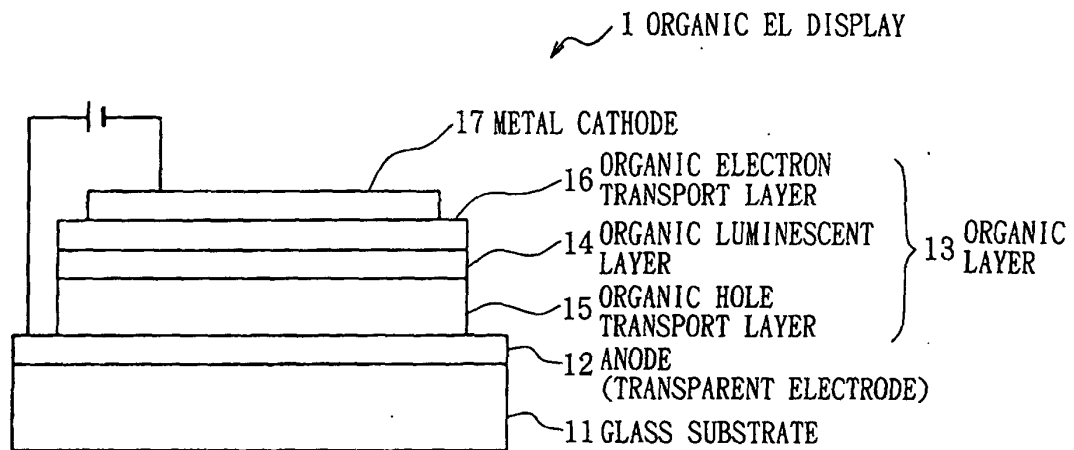 1 ORGANIC EL DISPLAY
17 METAL CATHODE
16 ORGANIC ELECTRON
TRANSPORT LAYER
14 ORGANIC LUMINESCENT
LAYER
13 ORGANIC
LAYER
15 ORGANIC HOLE
TRANSPORT LAYER
12 ANODE
(TRANSPARENT ELECTRODE)
11 GLASS SUBSTRATE